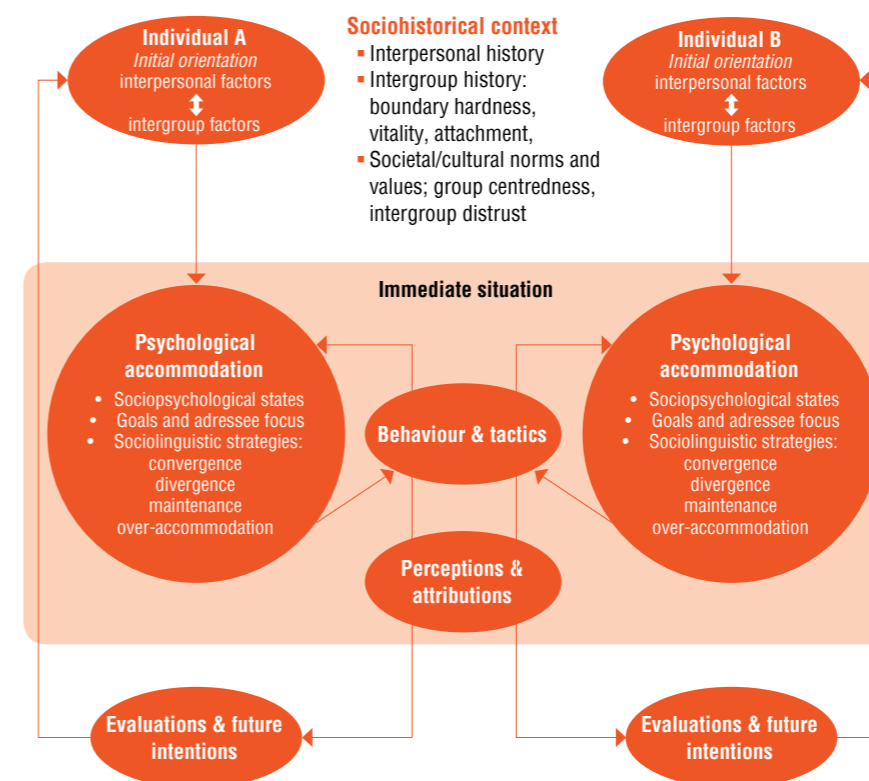 Individual A
Initial orientation
interpersonal factors
intergroup factors
Sociohistorical context
▪ Interpersonal history
▪ Intergroup history:
boundary hardness,
vitality, attachment,
▪ Societal/cultural norms and
values; group centredness,
intergroup distrust
Individual B
Initial orientation
interpersonal factors
intergroup factors
Immediate situation
Psychological
accommodation
• Sociopsychological states
• Goals and adressee focus
• Sociolinguistic strategies:
convergence
divergence
maintenance
over-accommodation
Behaviour & tactics
Perceptions &
attributions
Psychological
accommodation
• Sociopsychological states
• Goals and adressee focus
• Sociolinguistic strategies:
convergence
divergence
maintenance
over-accommodation
Evaluations & future
intentions
Evaluations & future
intentions